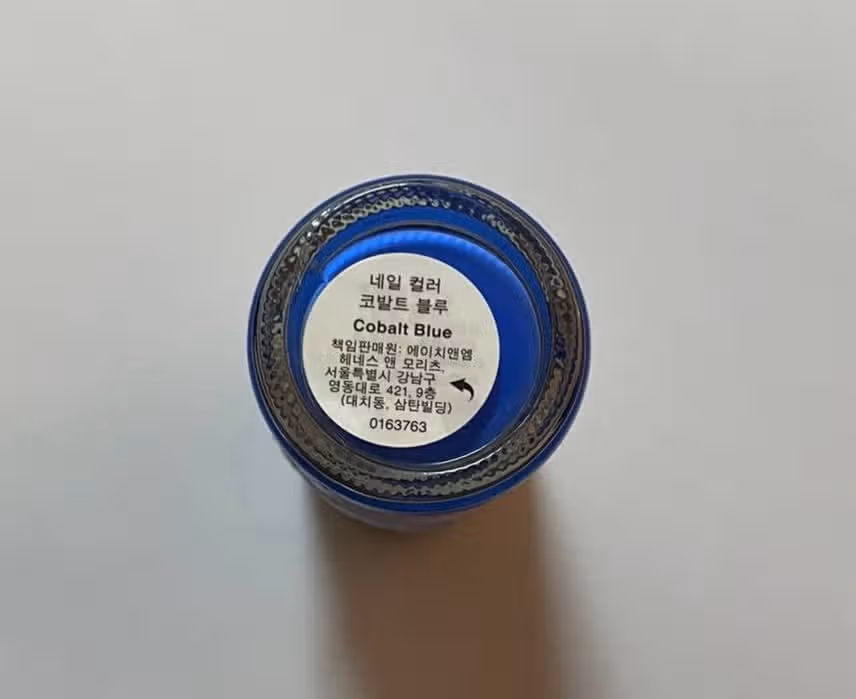 네일 컬러
코발트 블루
Cobalt Blue
책임판매원: 에이치앤엠
헤네스 앤 모리츠,
서울특별시 강남구
영동대로 421, 9층
(대치동, 삼탄빌딩)
0163763